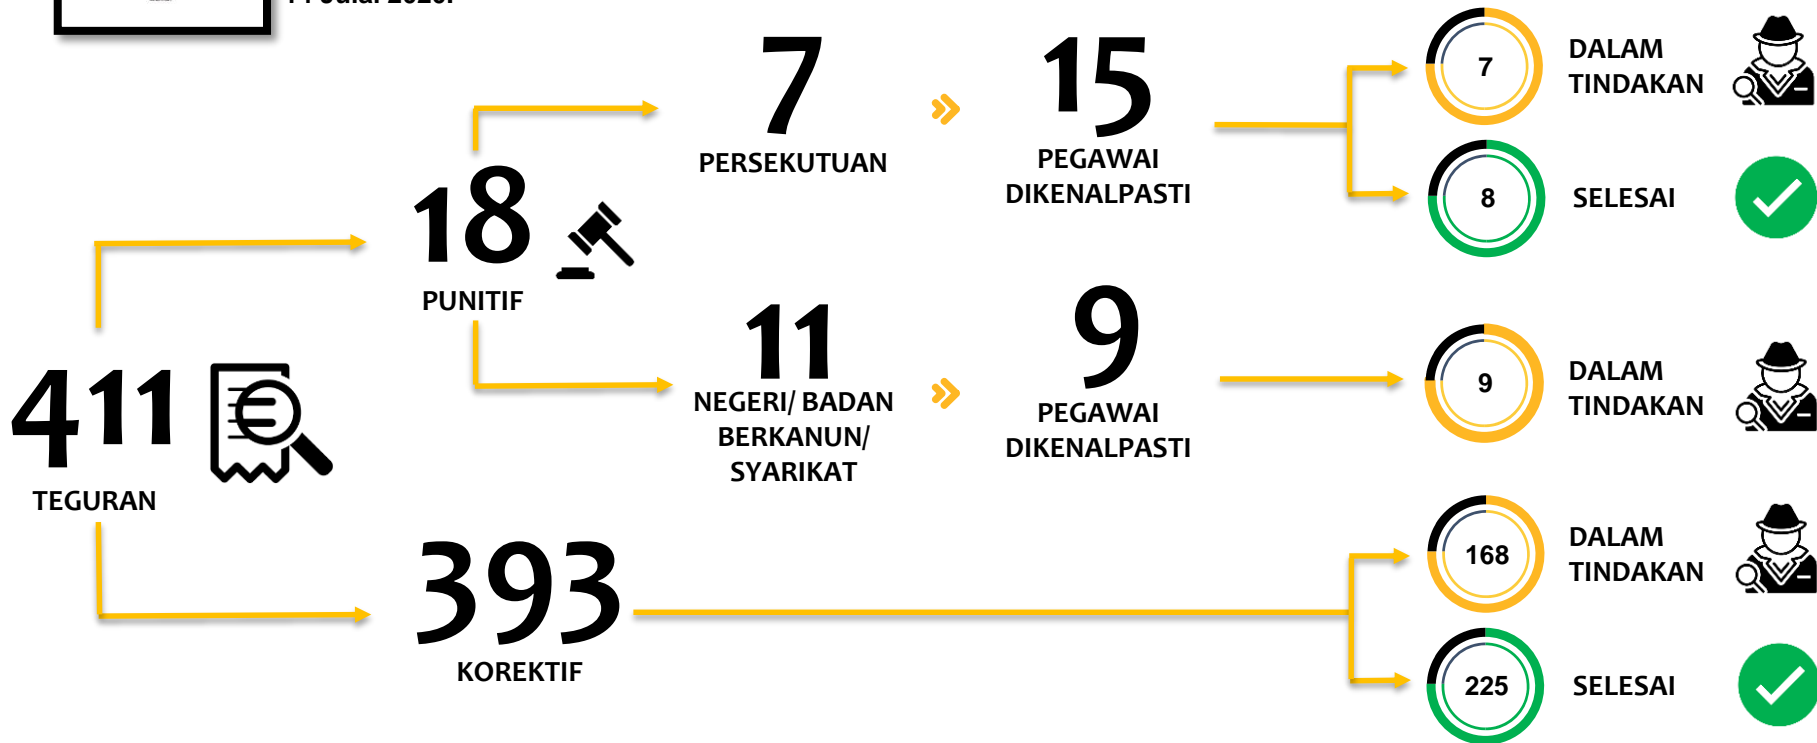 7
PERSEKUTUAN
15
PEGAWAI
DIKENALPASTI
7
DALAM
TINDAKAN
8
SELESAI
18
PUNITIF
11
NEGERI/ BADAN
BERKANUN/
SYARIKAT
9
PEGAWAI
DIKENALPASTI
9
DALAM
TINDAKAN
411
TEGURAN
393
KOREKTIF
168
DALAM
TINDAKAN
225
SELESAI